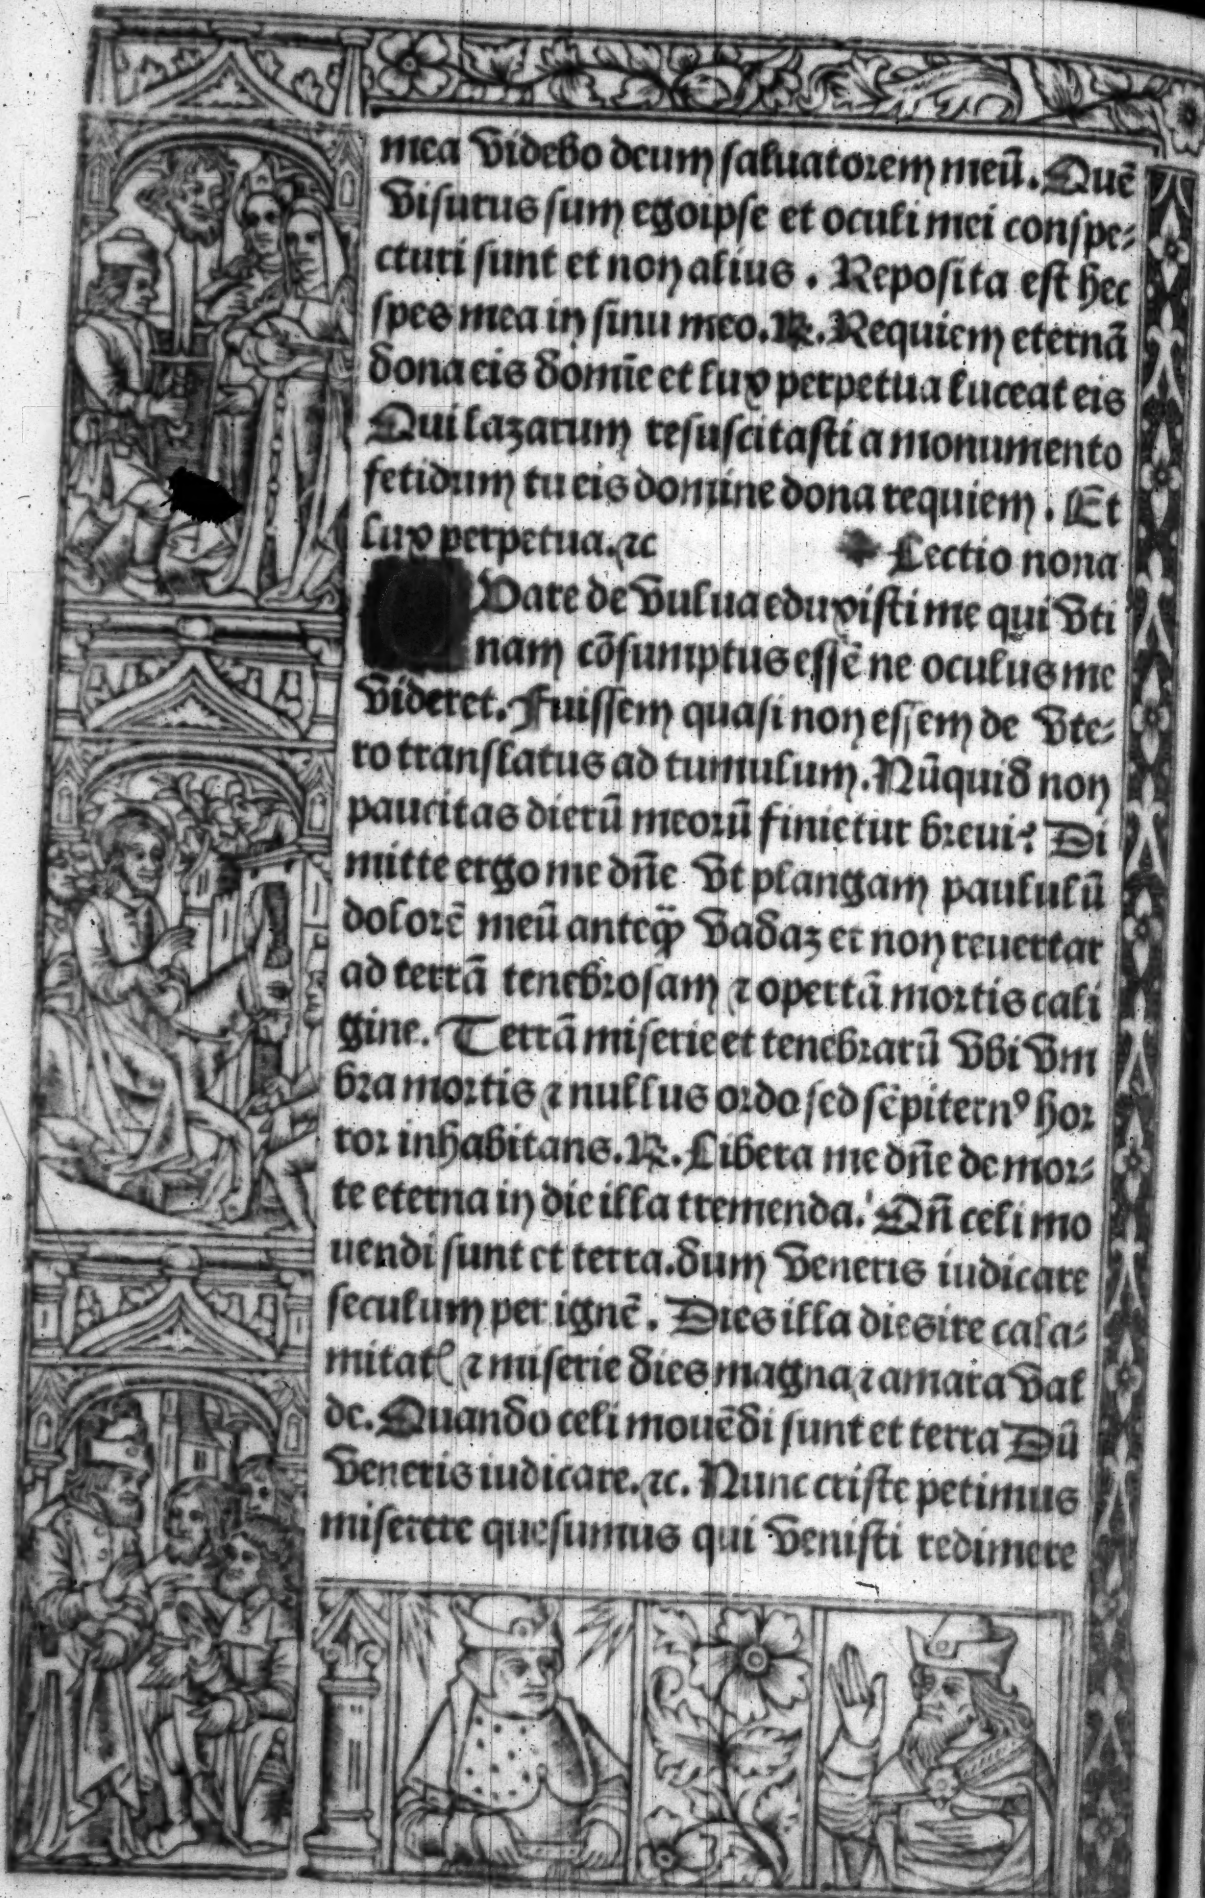 mea videbo deum saluatorem meū. Quē
visurus sum egoipse et oculi mei conspe-
cturi sunt et non alius. Reposita est hec
spes mea in sinu meo. ℟. Requiem eternā
dona eis domīe et lux perpetua luceat eis
Qui lazarum resuscitasti a monumento
fetidum tu eis domine dona requiem. Et
lux perpetua. ⁊c
Lectio nona
Quare de vulua eduxisti me qui vti
nam cōsumptus essē ne oculus me
videret. Fuissem quasi non essem de vte-
ro translatus ad tumulum. Nūquid non
paucitas dierū meorū finietur breui? Di
mitte ergo me dn̄e vt plangam paululū
dolorē meū anteq̄ȝ vadaȝ et non reuertar
ad terrā tenebrosam ⁊ opertā mortis cali
gine. Terrā miserie et tenebrarū vbi vm
bra mortis ⁊ nullus ordo sed sēpiternꝰ hor
ror inhabitans. ℟. Libera me dn̄e de mor-
te eterna in die illa tremenda. Qn̄ celi mo
uendi sunt et terra. dum veneris iudicare
seculum per ignē. Dies illa dies ire cala-
mitatꝭ ⁊ miserie dies magna ⁊ amara val
de. Quando celi mouēdi sunt et terra Dū
veneris iudicare. ⁊c. Nunc criste petimus
miserere quesumus qui venisti redimere